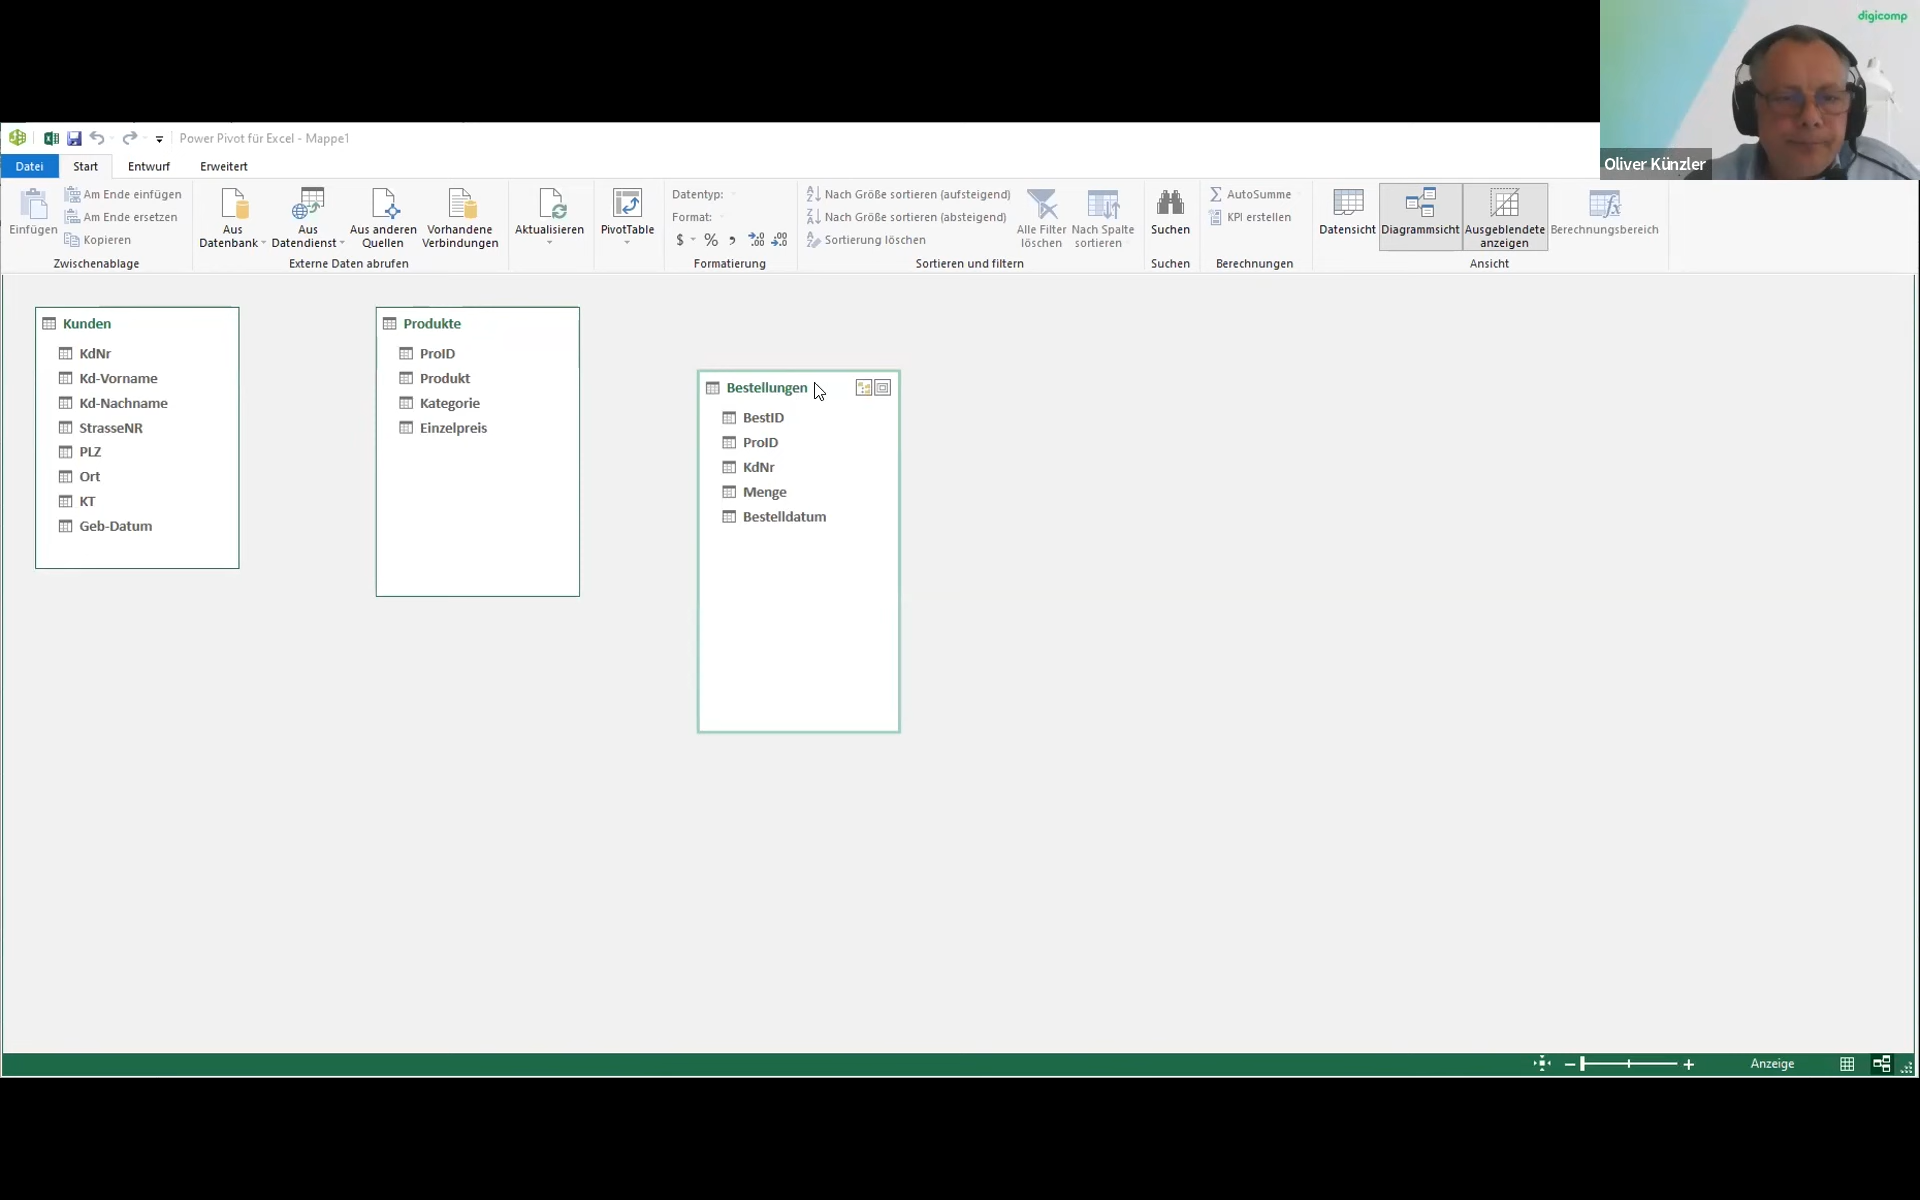 digicomp
Oliver Künzler
Power Pivot für Excel - Mappe1
Datei Start Entwurf Erweitert
Einfügen
Am Ende einfügen
Am Ende ersetzen
Kopieren
Zwischenablage
Aus Datenbank
Aus Datendienst
Aus anderen Quellen
Vorhandene Verbindungen
Externe Daten abrufen
Aktualisieren
PivotTable
Datentyp:
Format:
$ % , .00 .00
Formatierung
Nach Größe sortieren (aufsteigend)
Nach Größe sortieren (absteigend)
Sortierung löschen
Alle Filter löschen
Nach Spalte sortieren
Sortieren und filtern
Suchen
Suchen
AutoSumme
KPI erstellen
Berechnungen
Datensicht
Diagrammsicht
Ausgeblendete anzeigen
Berechnungsbereich
Ansicht
Kunden
KdNr
Kd-Vorname
Kd-Nachname
StrasseNR
PLZ
Ort
KT
Geb-Datum
Produkte
ProID
Produkt
Kategorie
Einzelpreis
Bestellungen
BestID
ProID
KdNr
Menge
Bestelldatum
Anzeige